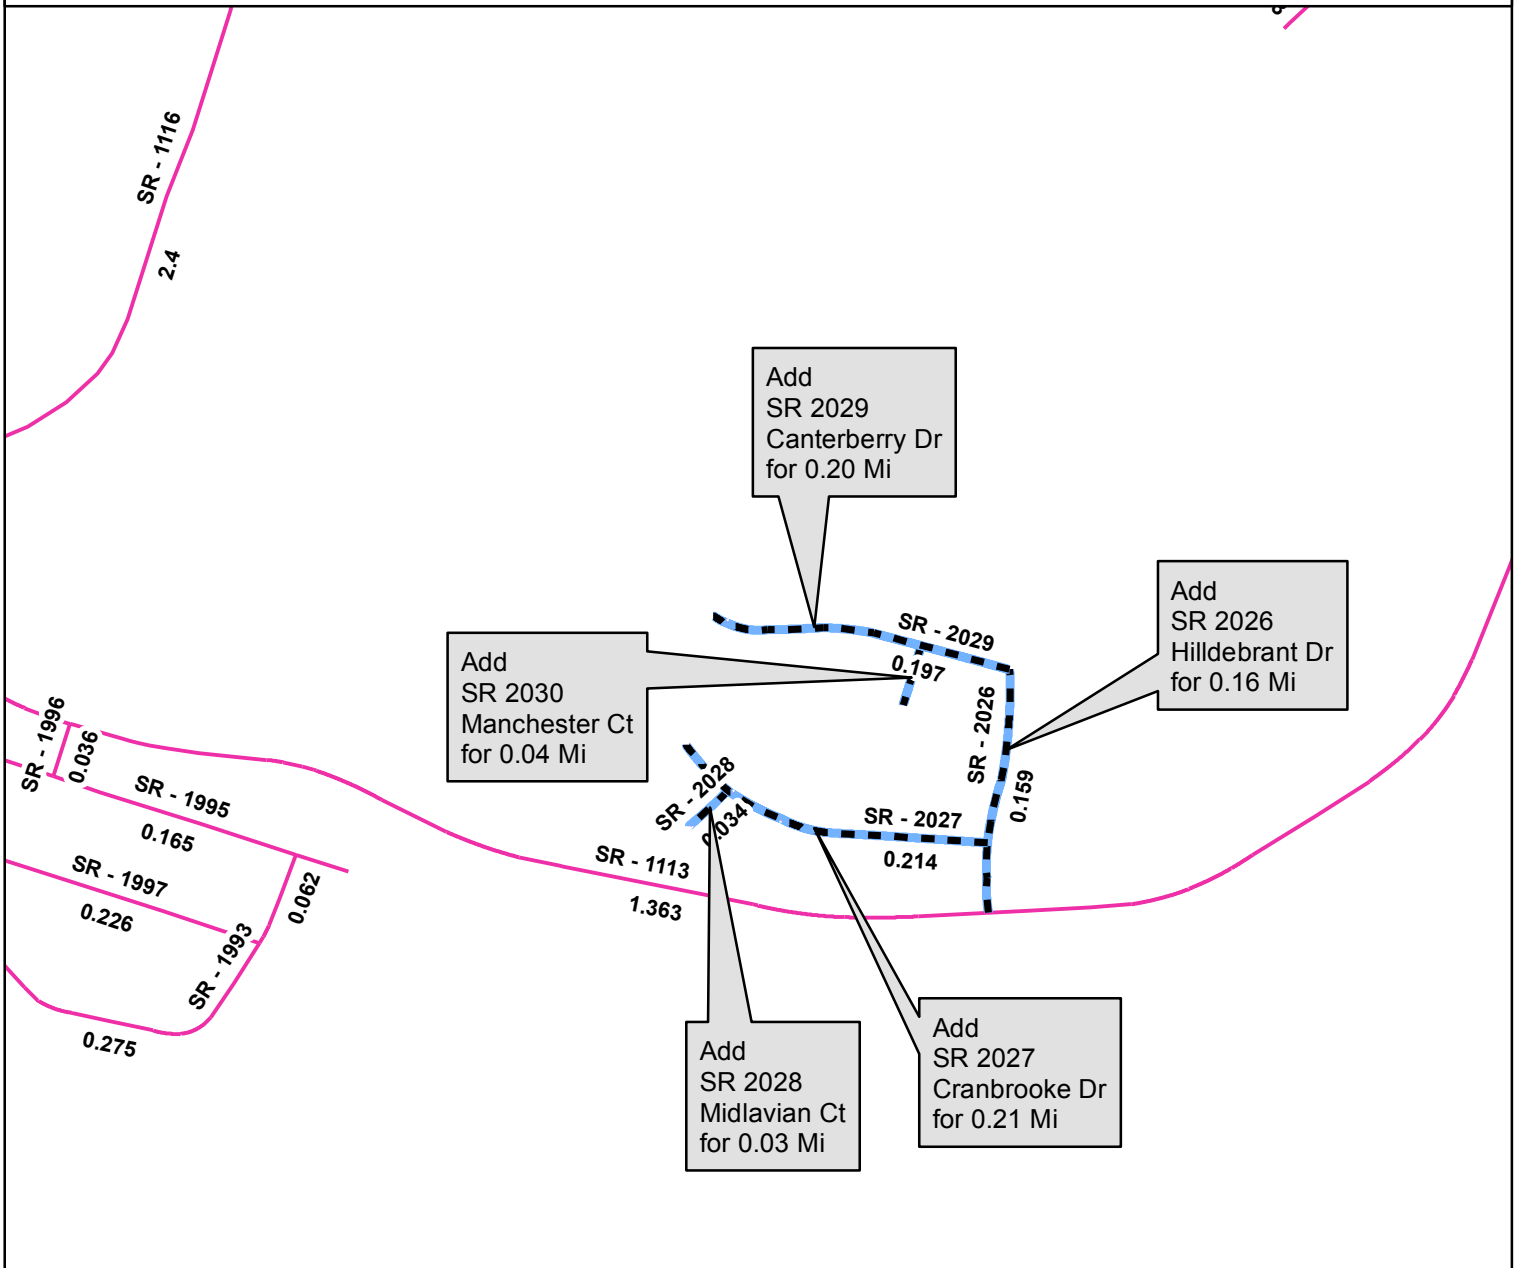 SR - 1116
2.4
Add
SR 2029
Canterberry Dr
for 0.20 Mi
Add
SR 2026
Hilldebrant Dr
for 0.16 Mi
SR - 2029
0.197
Add
SR 2030
Manchester Ct
for 0.04 Mi
SR - 2026
0.159
SR - 1996
0.036
SR - 2028
0.034
SR - 1995
0.165
SR - 2027
0.214
SR - 1113
1.363
SR - 1997
0.226
0.062
SR - 1993
0.275
Add
SR 2028
Midlavian Ct
for 0.03 Mi
Add
SR 2027
Cranbrooke Dr
for 0.21 Mi